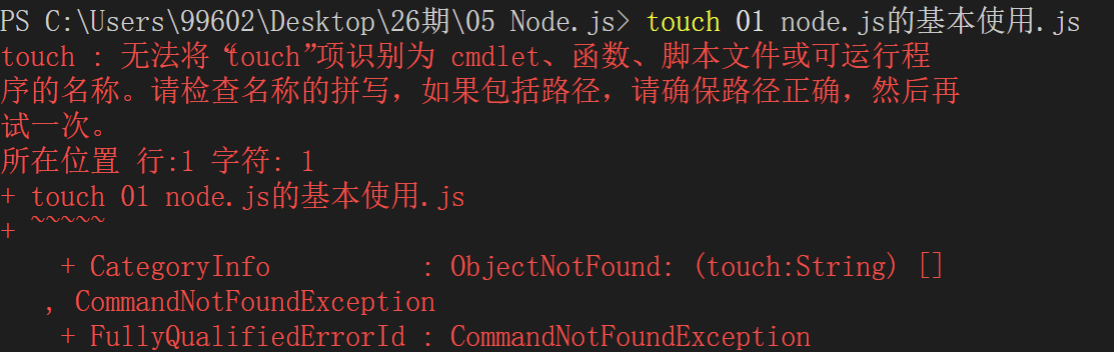 PS C:\Users\99602\Desktop\26期\05 Node.js> touch 01 node.js的基本使用.js
touch : 无法将“touch”项识别为 cmdlet、函数、脚本文件或可运行程
序的名称。请检查名称的拼写，如果包括路径，请确保路径正确，然后再
试一次。
所在位置 行:1 字符: 1
+ touch 01 node.js的基本使用.js
+ ~~~~~
    + CategoryInfo          : ObjectNotFound: (touch:String) []
   , CommandNotFoundException
    + FullyQualifiedErrorId : CommandNotFoundException